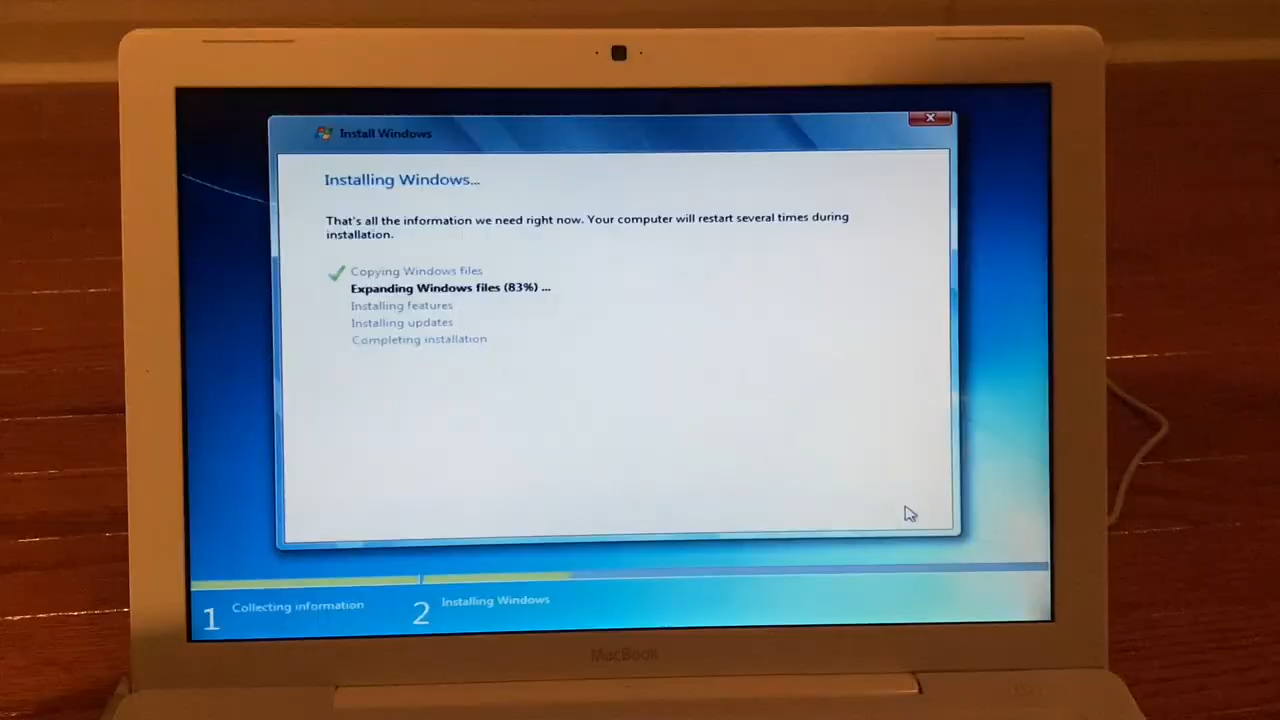 Install Windows
Installing Windows...
That's all the information we need right now. Your computer will restart several times during
installation.
Copying Windows files
Expanding Windows files (83%) ...
Installing features
Installing updates
Completing installation
1 Collecting information
2 Installing Windows
MacBook